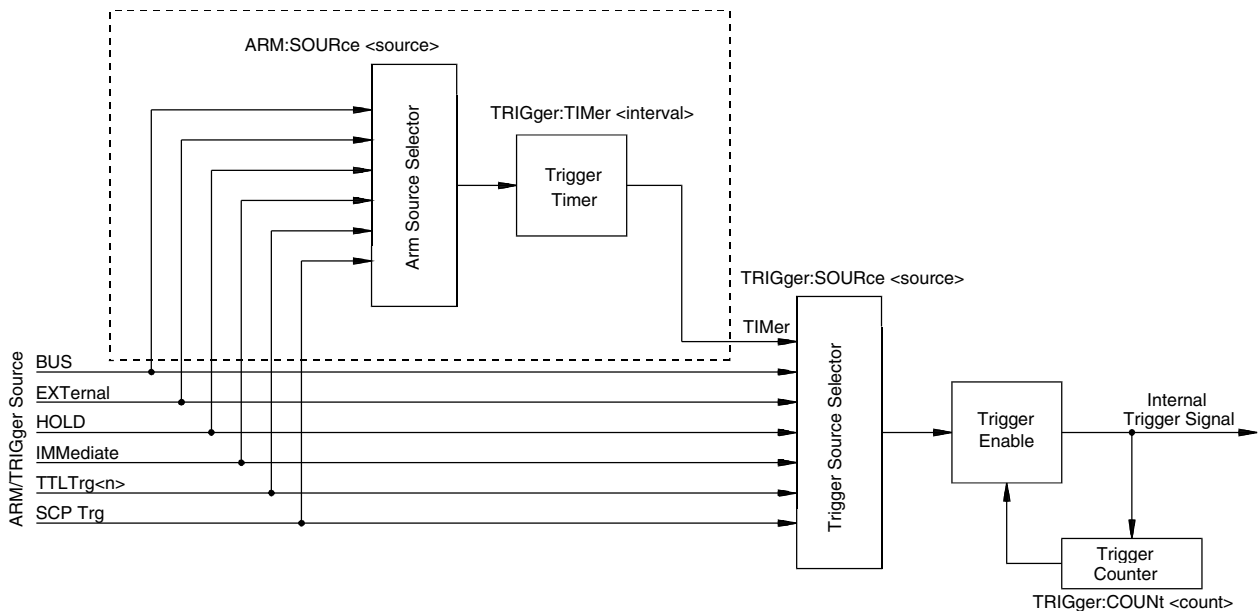 ARM:SOURce <source>
Arm Source Selector
TRIGger:TIMer <interval>
Trigger
Timer
TRIGger:SOURce <source>
TIMer
Trigger Source Selector
ARM/TRIGger Source
BUS
EXTernal
HOLD
IMMediate
TTLTrg<n>
SCP Trg
Trigger
Enable
Internal
Trigger Signal
Trigger
Counter
TRIGger:COUNt <count>